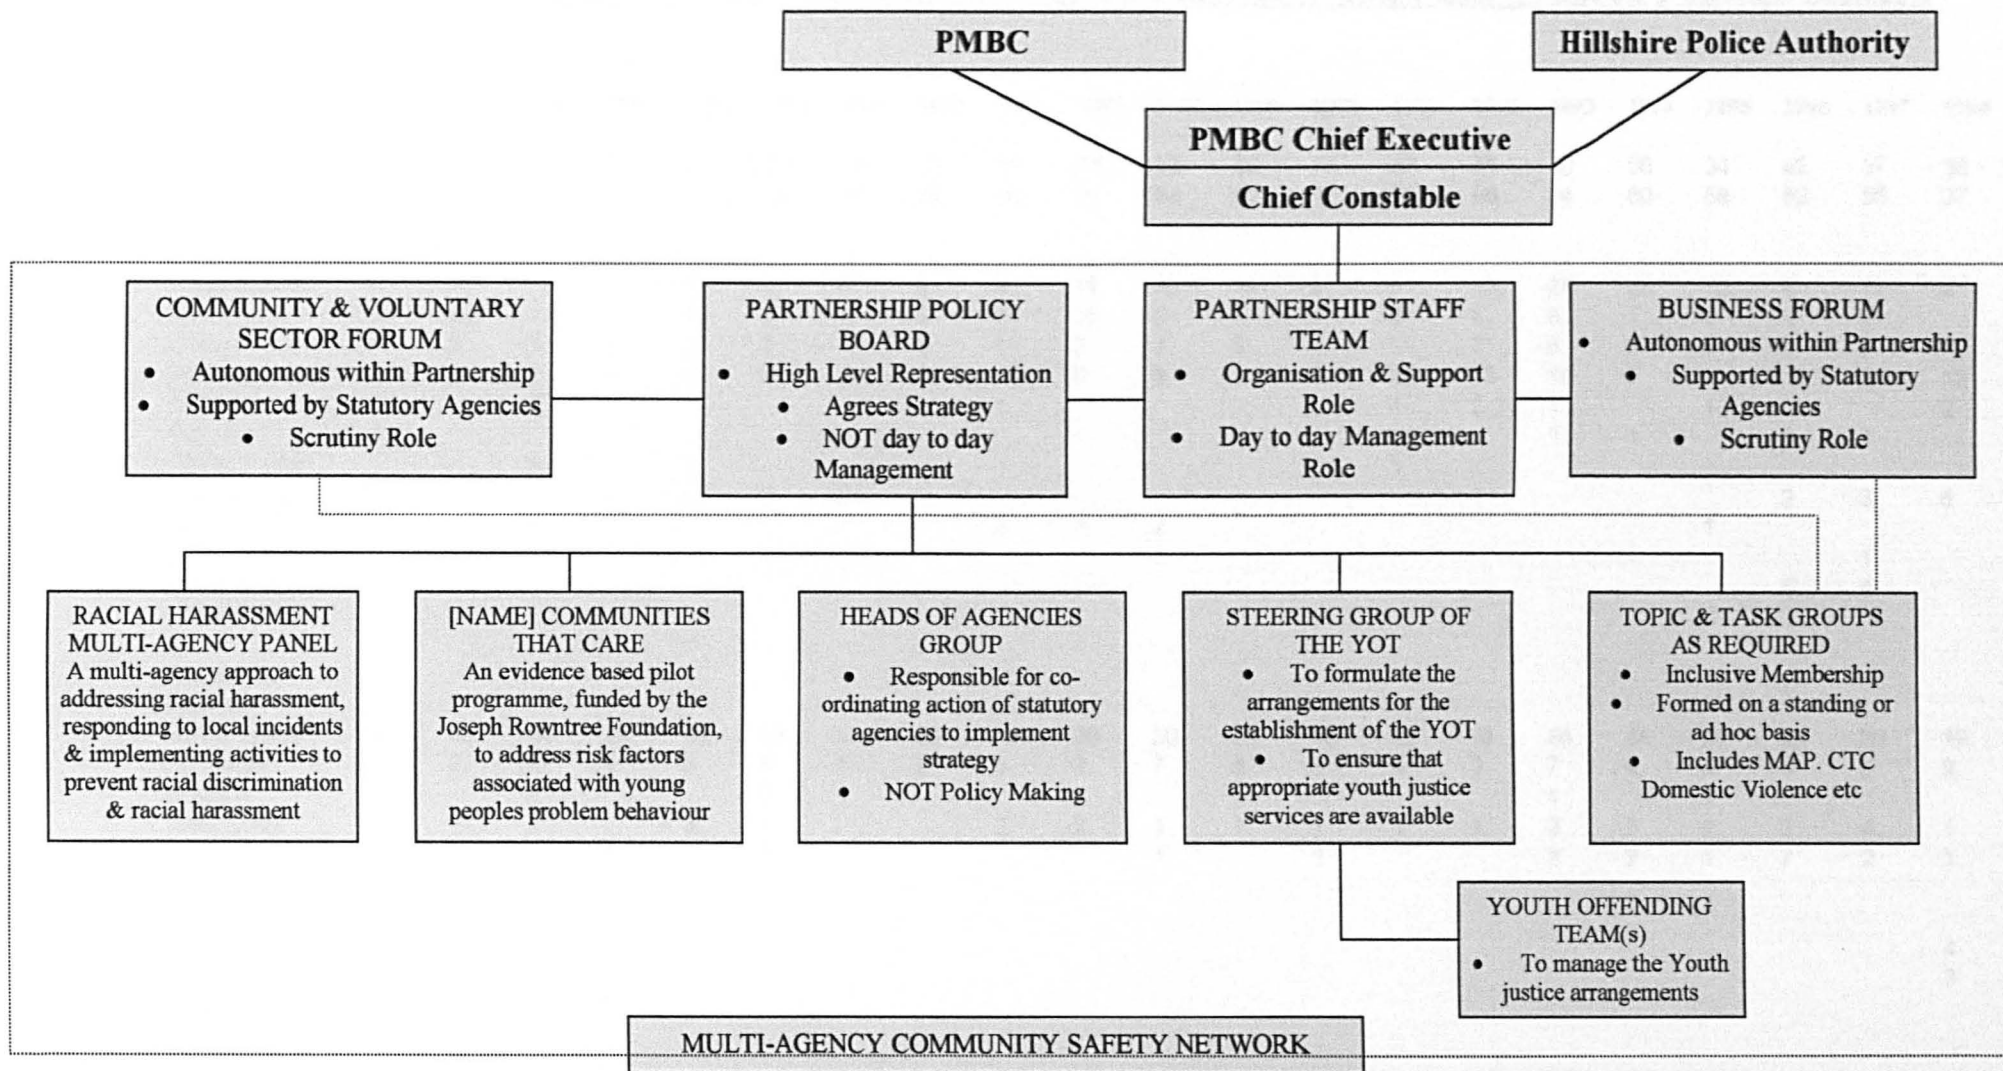 PMBC
Hillshire Police Authority
PMBC Chief Executive
Chief Constable
COMMUNITY & VOLUNTARY
SECTOR FORUM
• Autonomous within Partnership
• Supported by Statutory Agencies
• Scrutiny Role
PARTNERSHIP POLICY
BOARD
• High Level Representation
• Agrees Strategy
• NOT day to day
Management
PARTNERSHIP STAFF
TEAM
• Organisation & Support
Role
• Day to day Management
Role
BUSINESS FORUM
• Autonomous within Partnership
• Supported by Statutory
Agencies
• Scrutiny Role
RACIAL HARASSMENT
MULTI-AGENCY PANEL
A multi-agency approach to
addressing racial harassment,
responding to local incidents
& implementing activities to
prevent racial discrimination
& racial harassment
[NAME] COMMUNITIES
THAT CARE
An evidence based pilot
programme, funded by the
Joseph Rowntree Foundation,
to address risk factors
associated with young
peoples problem behaviour
HEADS OF AGENCIES
GROUP
• Responsible for co-
ordinating action of statutory
agencies to implement
strategy
• NOT Policy Making
STEERING GROUP OF
THE YOT
• To formulate the
arrangements for the
establishment of the YOT
• To ensure that
appropriate youth justice
services are available
TOPIC & TASK GROUPS
AS REQUIRED
• Inclusive Membership
• Formed on a standing or
ad hoc basis
• Includes MAP. CTC
Domestic Violence etc
YOUTH OFFENDING
TEAM(s)
• To manage the Youth
justice arrangements
MULTI-AGENCY COMMUNITY SAFETY NETWORK